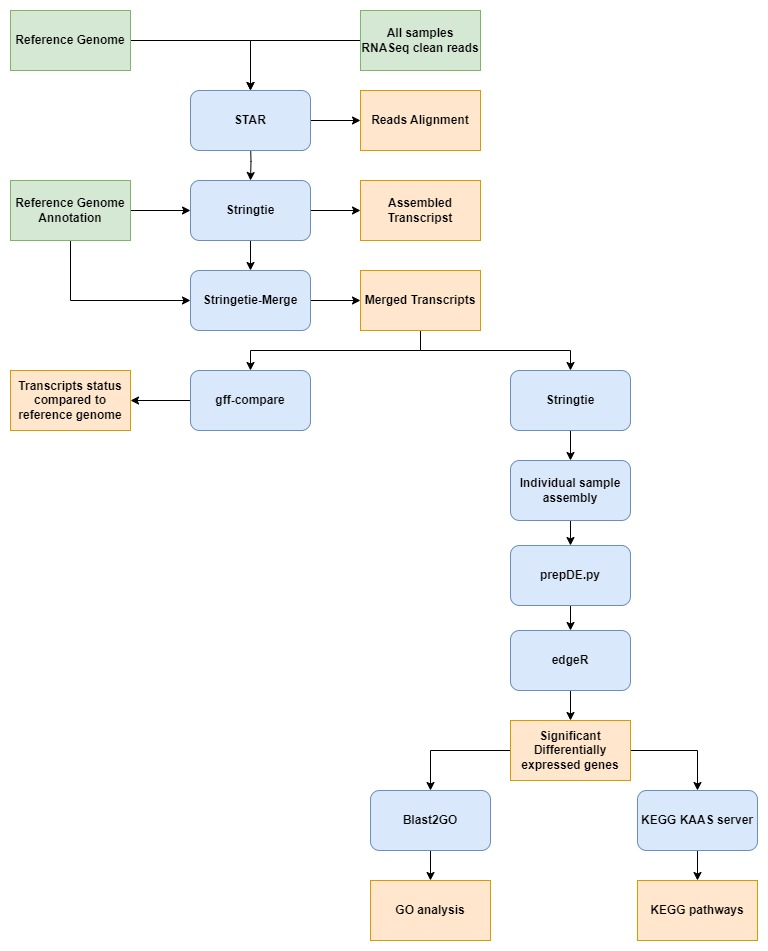 Reference Genome
All samples
RNASeq clean reads
STAR
Reads Alignment
Reference Genome
Annotation
Stringtie
Assembled
Transcripst
Stringetie-Merge
Merged Transcripts
Transcripts status
compared to
reference genome
gff-compare
Stringtie
Individual sample
assembly
prepDE.py
edgeR
Significant
Differentially
expressed genes
Blast2GO
KEGG KAAS server
GO analysis
KEGG pathways